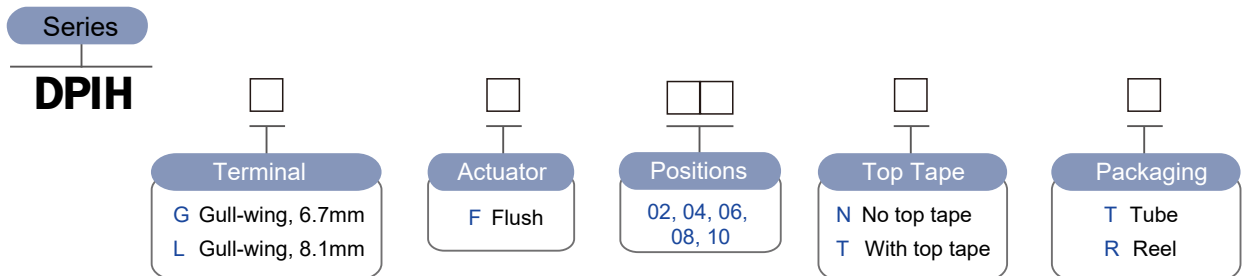 Series
DPIH
Terminal
G Gull-wing, 6.7mm
L Gull-wing, 8.1mm
Actuator
F Flush
Positions
02, 04, 06,
08, 10
Top Tape
N No top tape
T With top tape
Packaging
T Tube
R Reel